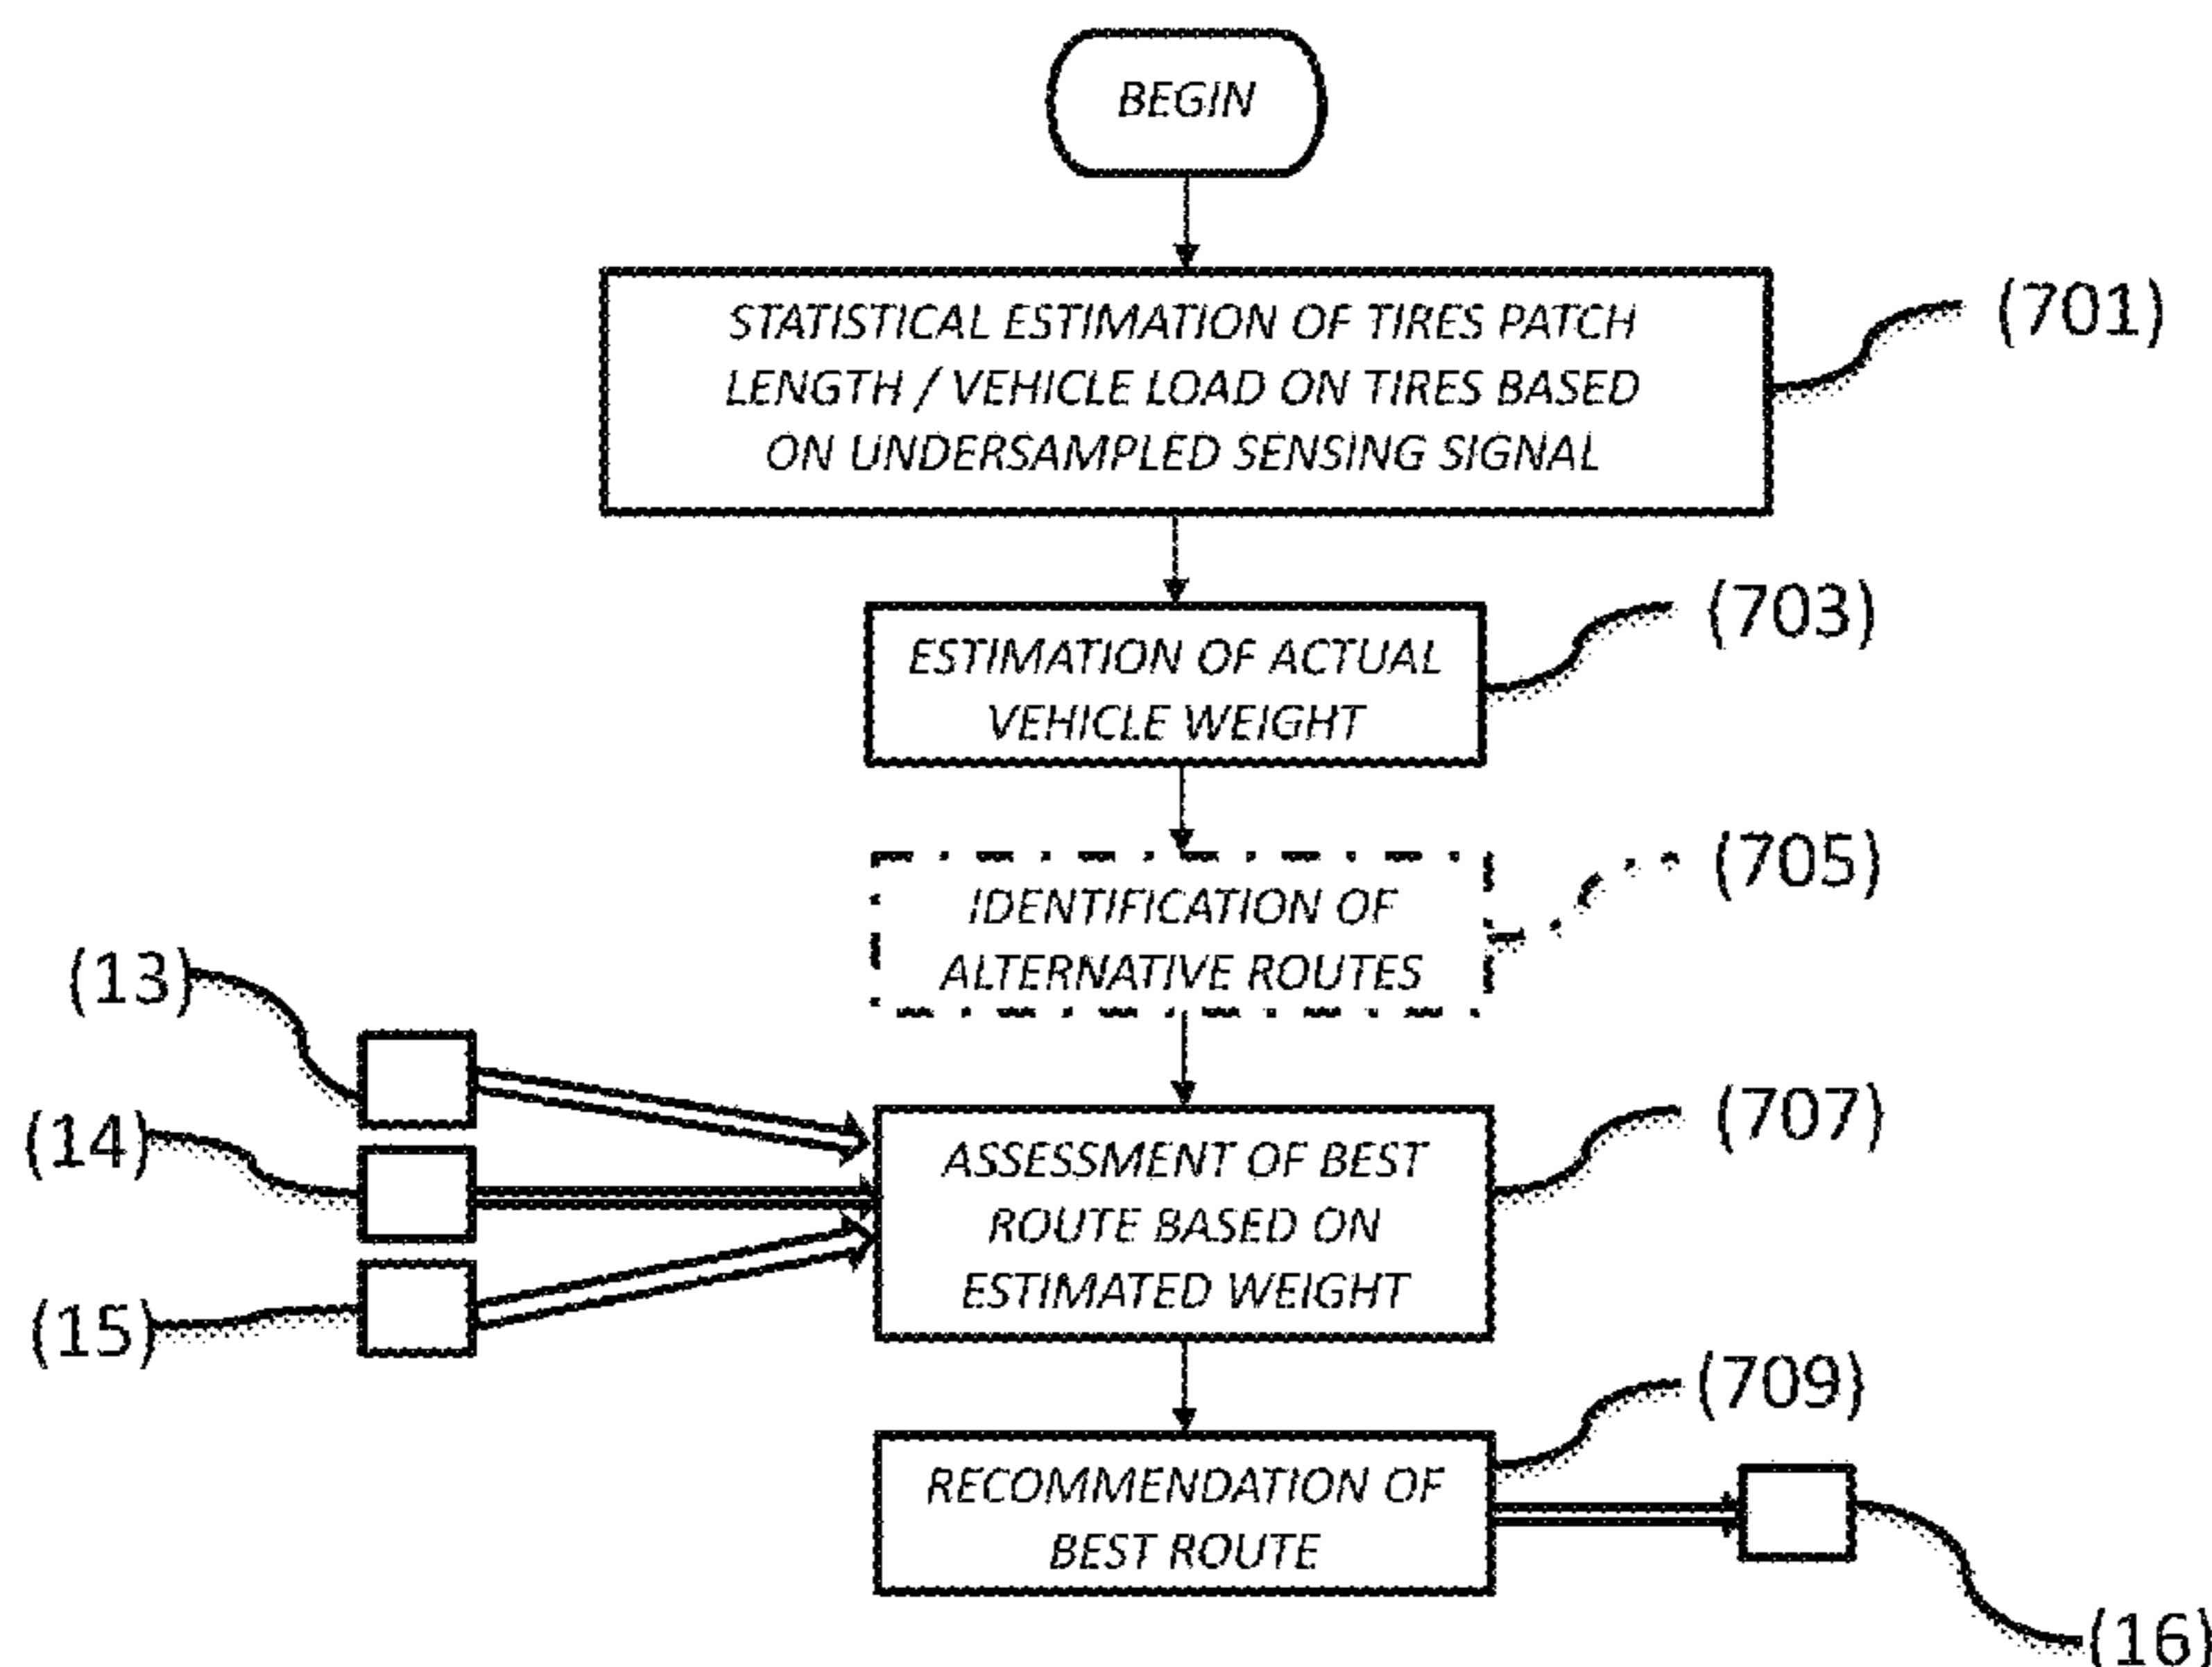 BEGIN
STATISTICAL ESTIMATION OF TIRES PATCH
LENGTH / VEHICLE LOAD ON TIRES BASED
ON UNDERSAMPLED SENSING SIGNAL
(701)
ESTIMATION OF ACTUAL
VEHICLE WEIGHT
(703)
IDENTIFICATION OF
ALTERNATIVE ROUTES
(705)
(13)
(14)
(15)
ASSESSMENT OF BEST
ROUTE BASED ON
ESTIMATED WEIGHT
(707)
RECOMMENDATION OF
BEST ROUTE
(709)
(16)